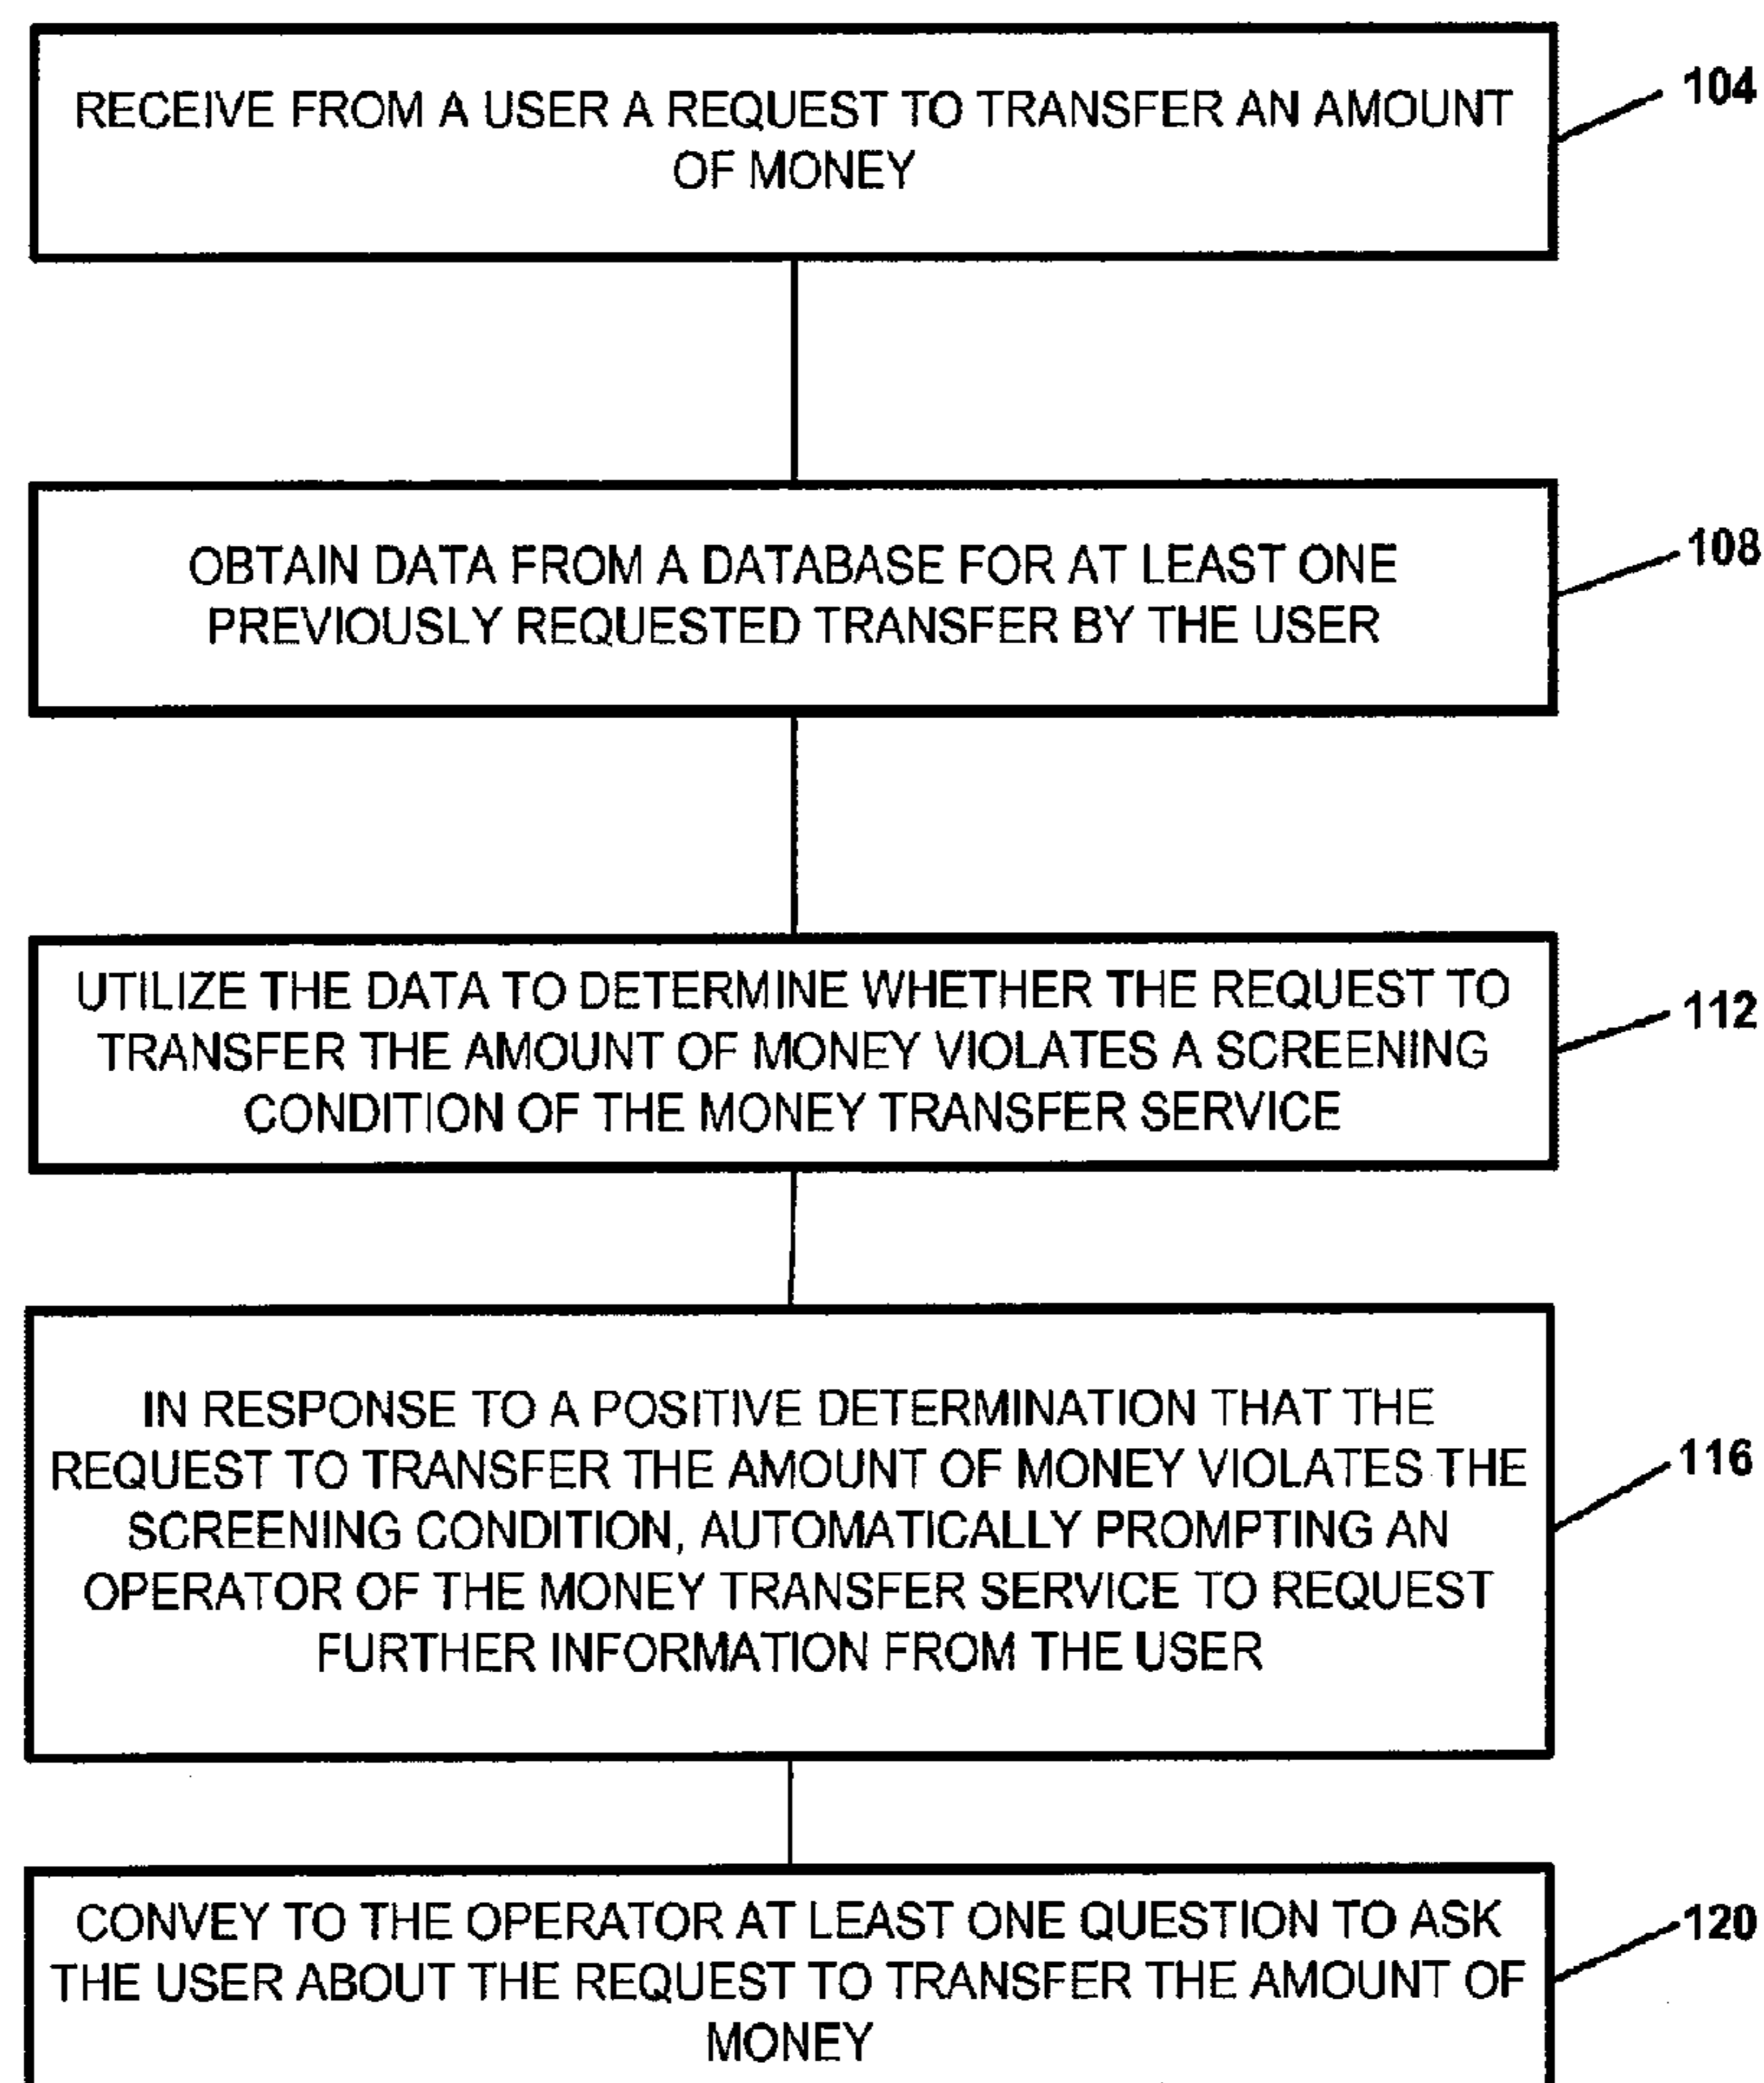 RECEIVE FROM A USER A REQUEST TO TRANSFER AN AMOUNT
OF MONEY
104
OBTAIN DATA FROM A DATABASE FOR AT LEAST ONE
PREVIOUSLY REQUESTED TRANSFER BY THE USER
108
UTILIZE THE DATA TO DETERMINE WHETHER THE REQUEST TO
TRANSFER THE AMOUNT OF MONEY VIOLATES A SCREENING
CONDITION OF THE MONEY TRANSFER SERVICE
112
IN RESPONSE TO A POSITIVE DETERMINATION THAT THE
REQUEST TO TRANSFER THE AMOUNT OF MONEY VIOLATES THE
SCREENING CONDITION, AUTOMATICALLY PROMPTING AN
OPERATOR OF THE MONEY TRANSFER SERVICE TO REQUEST
FURTHER INFORMATION FROM THE USER
116
CONVEY TO THE OPERATOR AT LEAST ONE QUESTION TO ASK
THE USER ABOUT THE REQUEST TO TRANSFER THE AMOUNT OF
MONEY
120